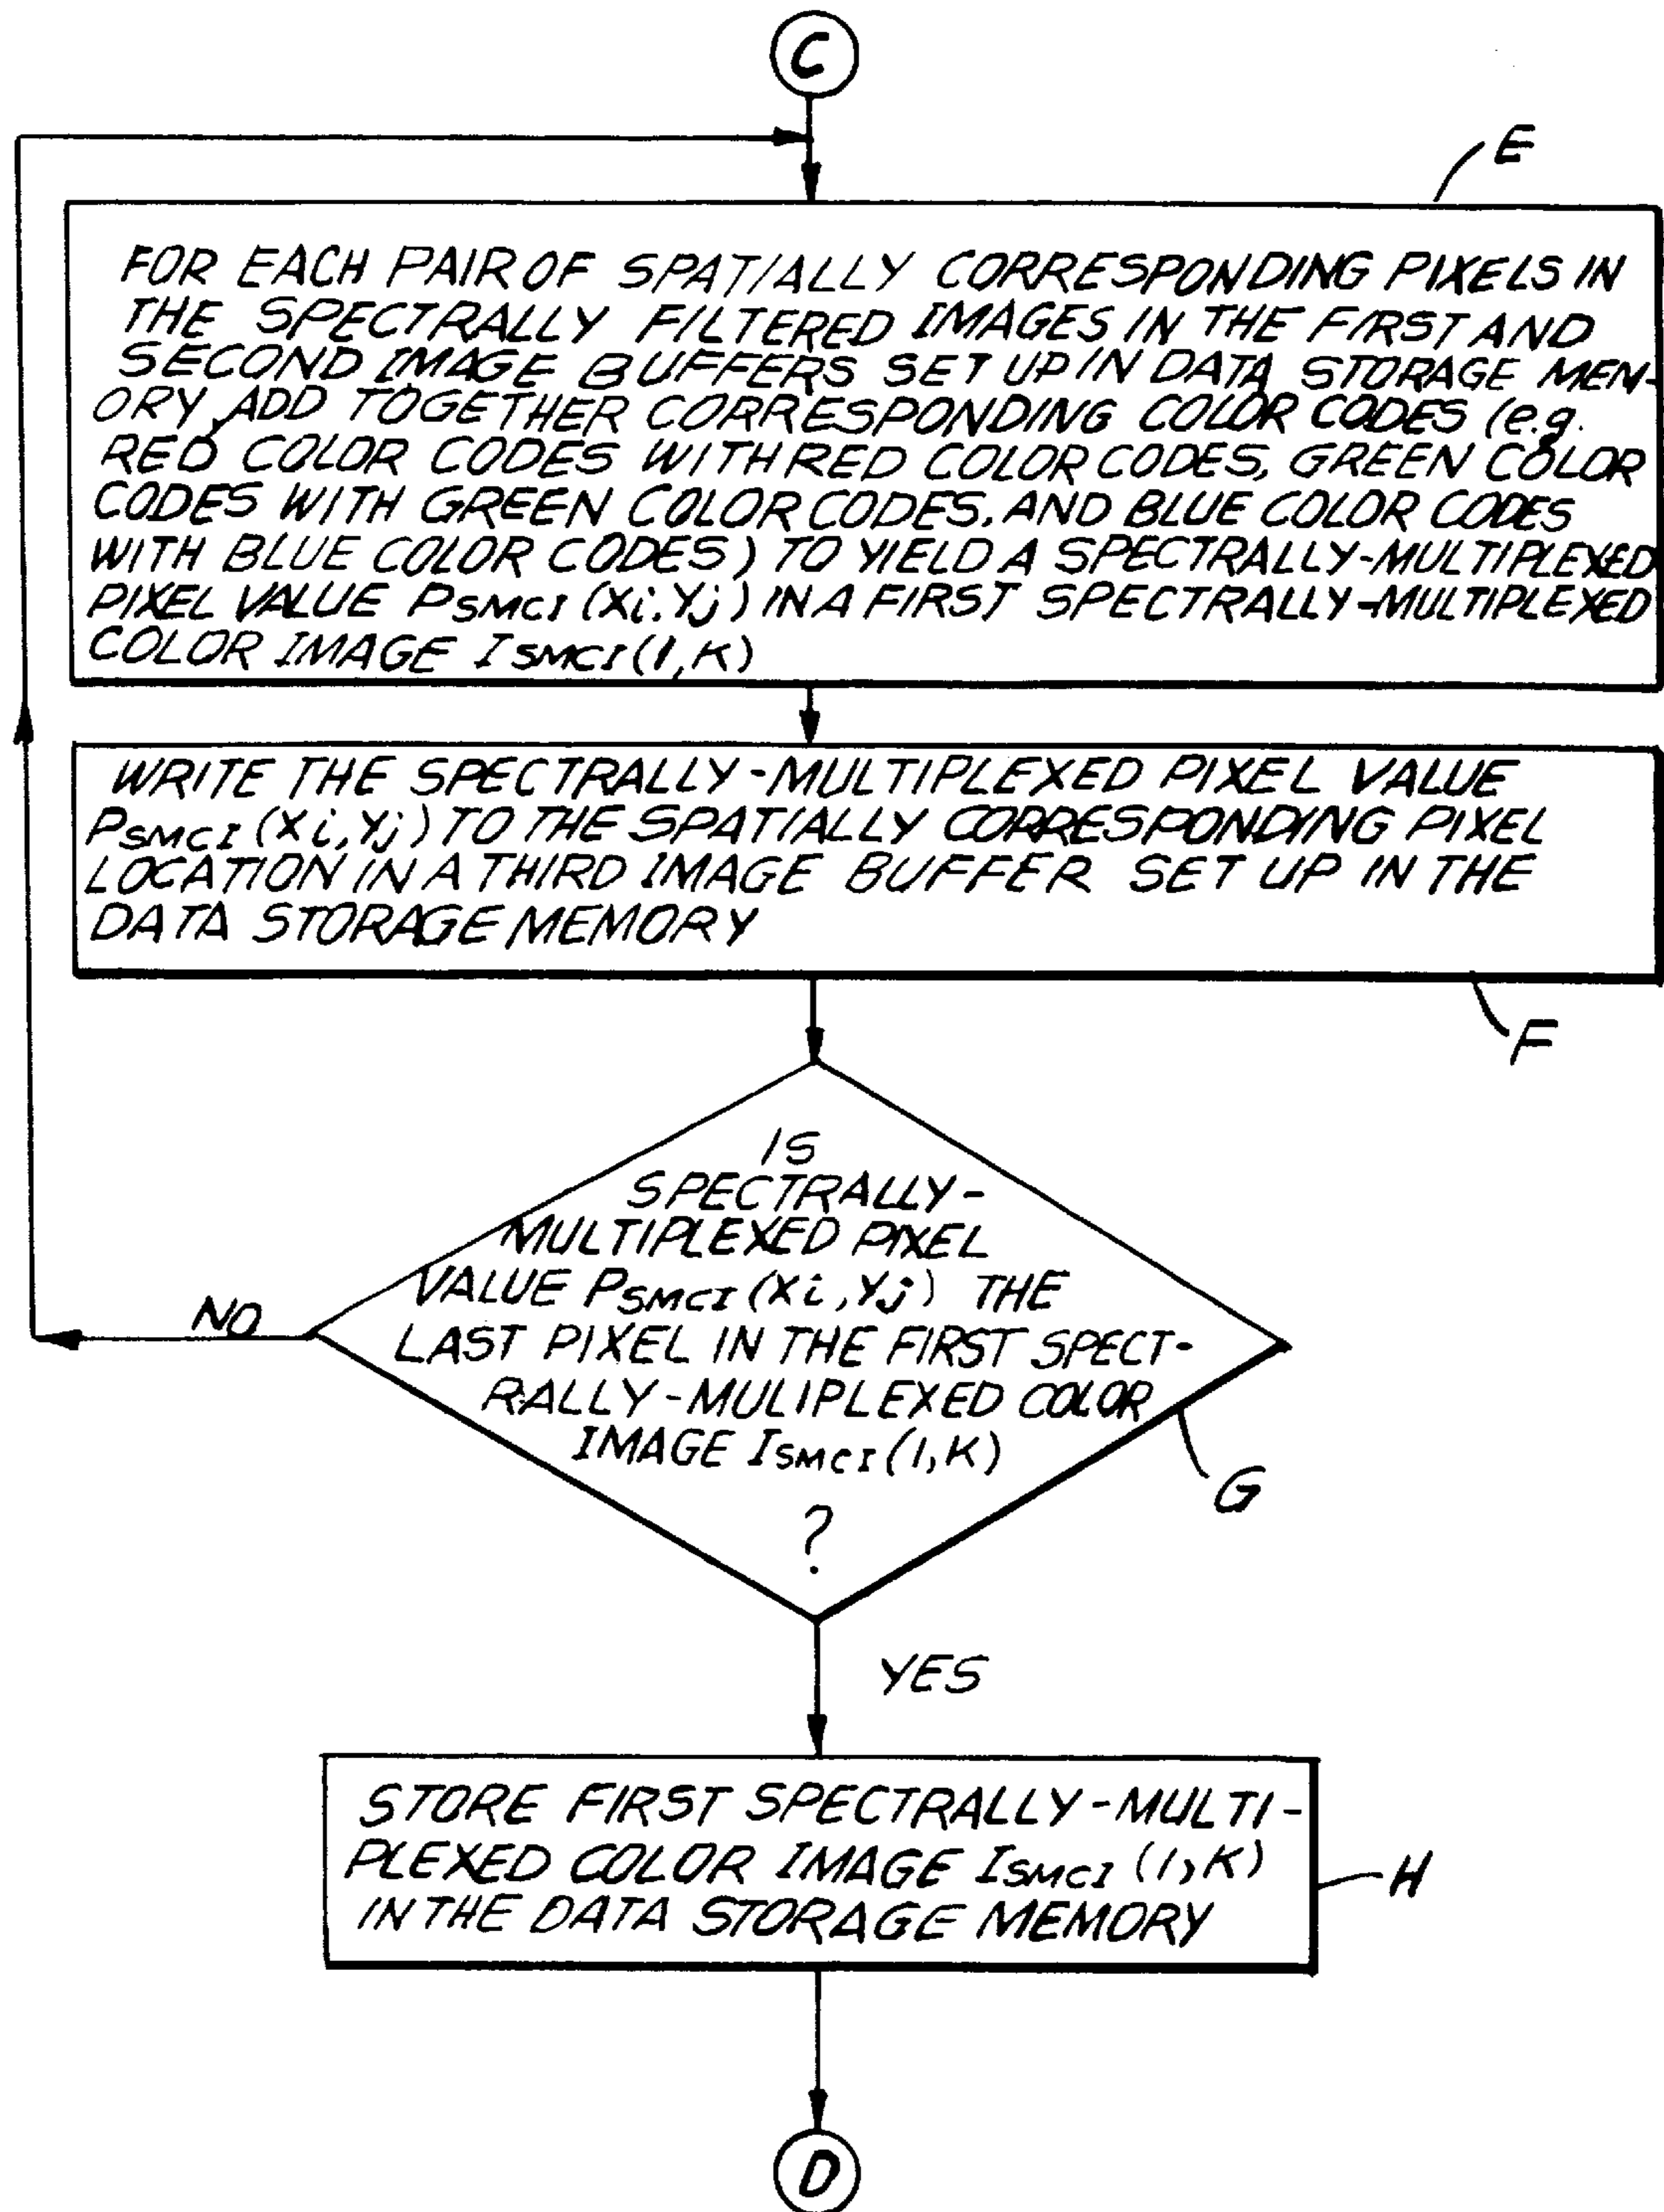 C
E
FOR EACH PAIR OF SPATIALLY CORRESPONDING PIXELS IN
THE SPECTRALLY FILTERED IMAGES IN THE FIRST AND
SECOND IMAGE BUFFERS SET UP IN DATA STORAGE MEN-
ORY, ADD TOGETHER CORRESPONDING COLOR CODES (e.g.
RED COLOR CODES WITH RED COLOR CODES, GREEN COLOR
CODES WITH GREEN COLOR CODES, AND BLUE COLOR CODES
WITH BLUE COLOR CODES) TO YIELD A SPECTRALLY-MULTIPLEXED
PIXEL VALUE PSMCI (Xi,Yj) IN A FIRST SPECTRALLY-MULTIPLEXED
COLOR IMAGE ISMCI (1,K)
WRITE THE SPECTRALLY-MULTIPLEXED PIXEL VALUE
PSMCI (Xi,Yj) TO THE SPATIALLY CORRESPONDING PIXEL
LOCATION IN A THIRD IMAGE BUFFER SET UP IN THE
DATA STORAGE MEMORY
F
IS
SPECTRALLY-
MULTIPLEXED PIXEL
VALUE PSMCI (Xi,Yj) THE
NO
LAST PIXEL IN THE FIRST SPECT-
RALLY-MULIPLEXED COLOR
IMAGE ISMCI (1,K)
G
?
YES
STORE FIRST SPECTRALLY-MULTI-
PLEXED COLOR IMAGE ISMCI (1,K)
H
IN THE DATA STORAGE MEMORY
D